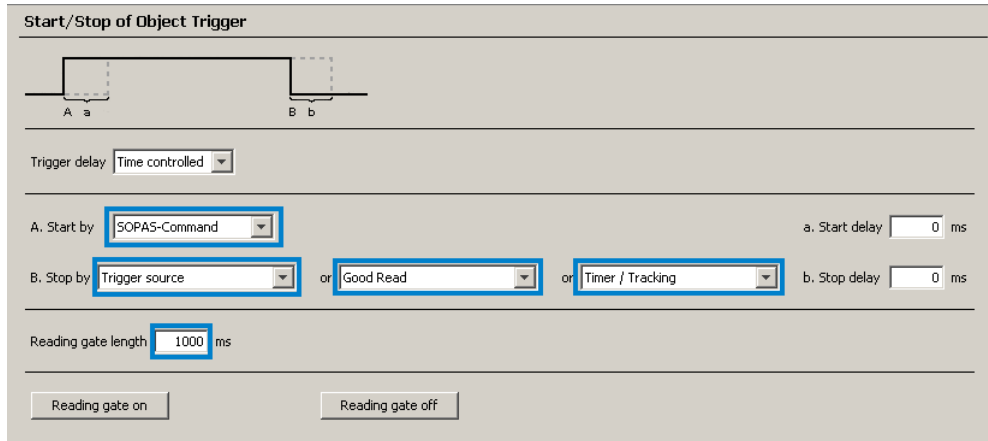 Start/Stop of Object Trigger
A a B b
Trigger delay Time controlled
A. Start by SOPAS-Command a. Start delay 0 ms
B. Stop by Trigger source or Good Read or Timer / Tracking b. Stop delay 0 ms
Reading gate length 1000 ms
Reading gate on Reading gate off